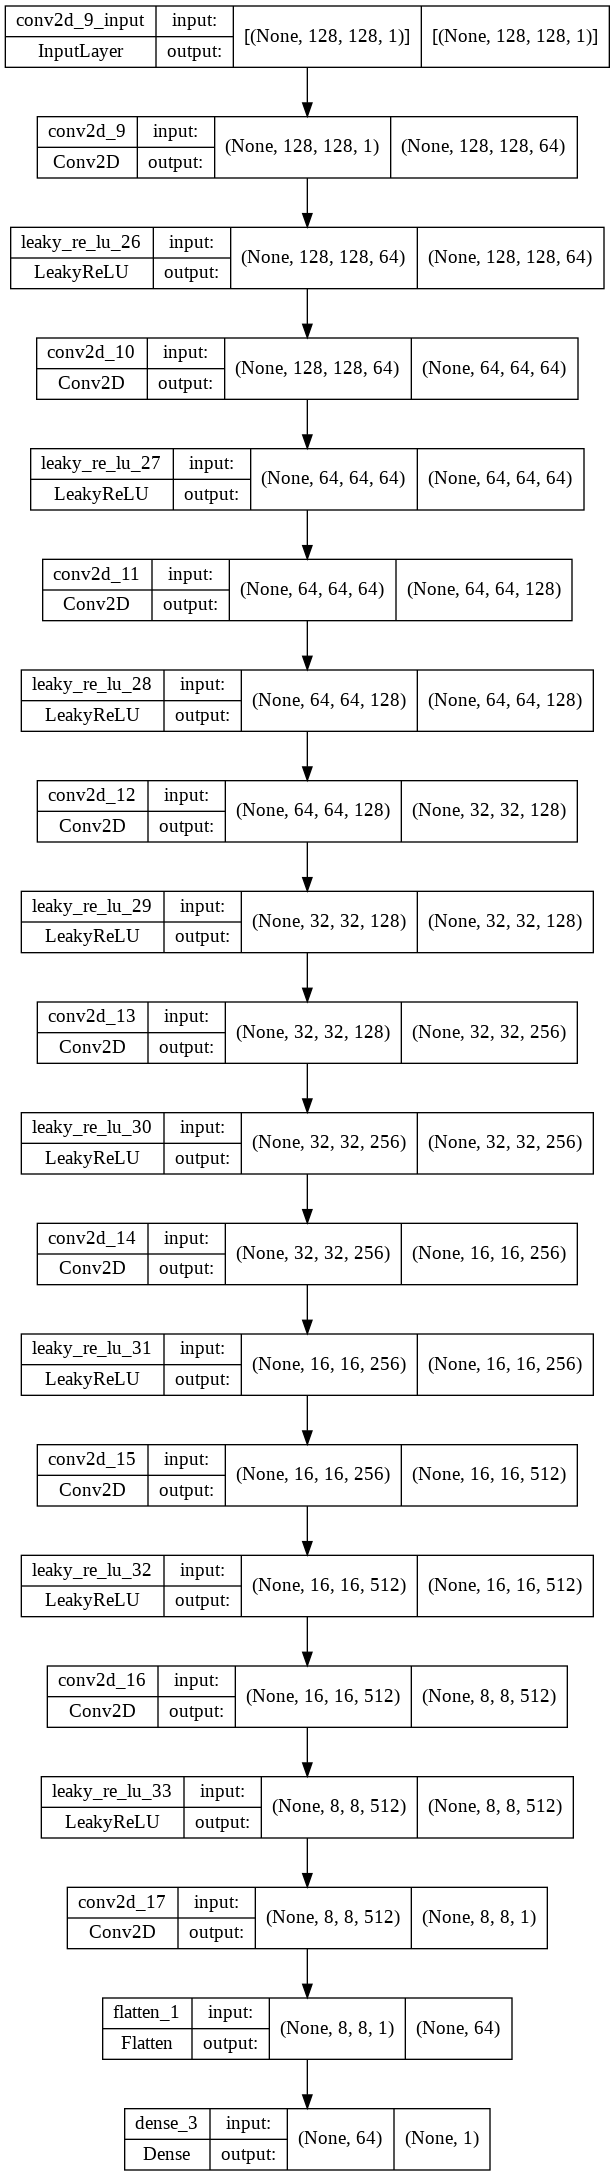 conv2d_9_input input: [(None, 128, 128, 1)] [(None, 128, 128, 1)]
InputLayer output:
conv2d_9 input: (None, 128, 128, 1) (None, 128, 128, 64)
Conv2D output:
leaky_re_lu_26 input: (None, 128, 128, 64) (None, 128, 128, 64)
LeakyReLU output:
conv2d_10 input: (None, 128, 128, 64) (None, 64, 64, 64)
Conv2D output:
leaky_re_lu_27 input: (None, 64, 64, 64) (None, 64, 64, 64)
LeakyReLU output:
conv2d_11 input: (None, 64, 64, 64) (None, 64, 64, 128)
Conv2D output:
leaky_re_lu_28 input: (None, 64, 64, 128) (None, 64, 64, 128)
LeakyReLU output:
conv2d_12 input: (None, 64, 64, 128) (None, 32, 32, 128)
Conv2D output:
leaky_re_lu_29 input: (None, 32, 32, 128) (None, 32, 32, 128)
LeakyReLU output:
conv2d_13 input: (None, 32, 32, 128) (None, 32, 32, 256)
Conv2D output:
leaky_re_lu_30 input: (None, 32, 32, 256) (None, 32, 32, 256)
LeakyReLU output:
conv2d_14 input: (None, 32, 32, 256) (None, 16, 16, 256)
Conv2D output:
leaky_re_lu_31 input: (None, 16, 16, 256) (None, 16, 16, 256)
LeakyReLU output:
conv2d_15 input: (None, 16, 16, 256) (None, 16, 16, 512)
Conv2D output:
leaky_re_lu_32 input: (None, 16, 16, 512) (None, 16, 16, 512)
LeakyReLU output:
conv2d_16 input: (None, 16, 16, 512) (None, 8, 8, 512)
Conv2D output:
leaky_re_lu_33 input: (None, 8, 8, 512) (None, 8, 8, 512)
LeakyReLU output:
conv2d_17 input: (None, 8, 8, 512) (None, 8, 8, 1)
Conv2D output:
flatten_1 input: (None, 8, 8, 1) (None, 64)
Flatten output:
dense_3 input: (None, 64) (None, 1)
Dense output: